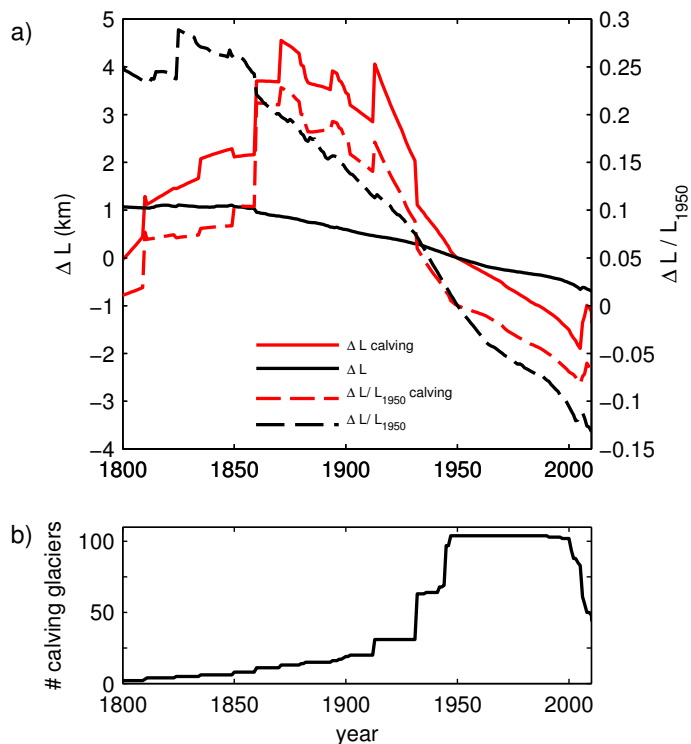 a)
5
4
3
2
1
0
−1
−2
−3
−4
Δ L (km)
0.3
0.25
0.2
0.15
0.1
0.05
0
−0.05
−0.1
−0.15
Δ L / L1950
Δ L calving
Δ L
Δ L/ L1950 calving
Δ L/ L1950
1800 1850 1900 1950 2000
b)
100
50
0
# calving glaciers
1800 1850 1900 1950 2000
year